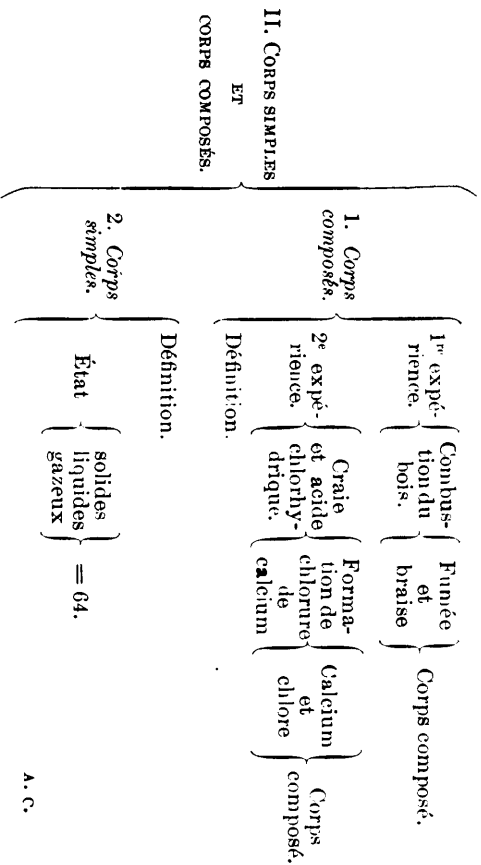 II. CORPS SIMPLES
ET
CORPS COMPOSÉS.
1. Corps
composés.
1re expé-
rience.
Combus-
tion du
bois.
Fumée
et
braise
Corps composé.
2e expé-
rience.
Craie
et acide
chlorhy-
drique.
Forma-
tion de
chlorure
de
calcium
Calcium
et
chlore
Corps
composé.
Définition.
2. Corps
simples.
Définition.
État
solides
liquides
gazeux
= 64.
A. C.